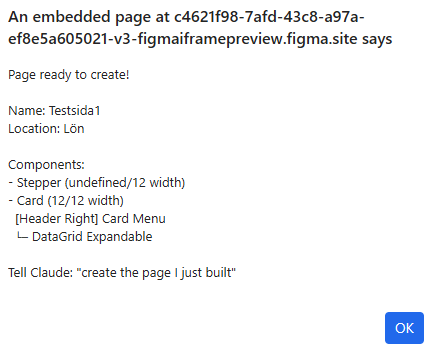 An embedded page at c4621f98-7afd-43c8-a97a-
ef8e5a605021-v3-figmaiframepreview.figma.site says
Page ready to create!
Name: Testsida1
Location: Lön
Components:
- Stepper (undefined/12 width)
- Card (12/12 width)
[Header Right] Card Menu
└─ DataGrid Expandable
Tell Claude: "create the page I just built"
OK